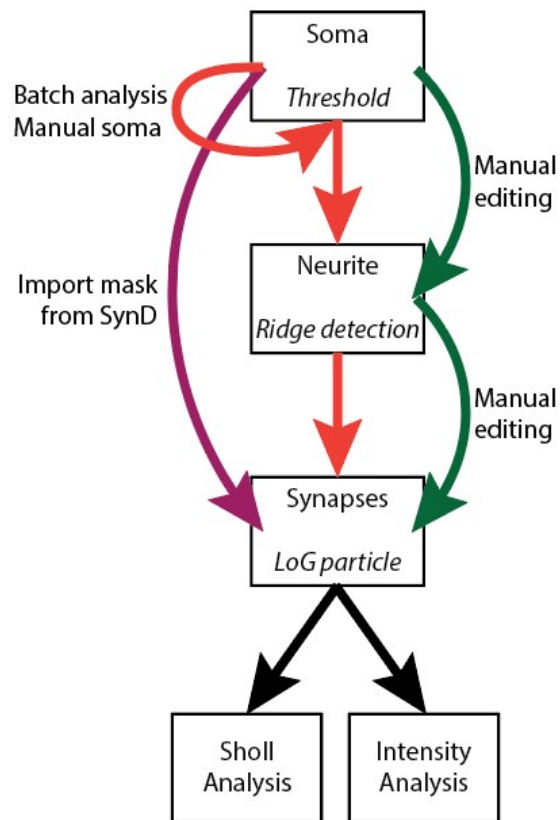 Soma
Threshold
Batch analysis
Manual soma
Manual
editing
Neurite
Ridge detection
Import mask
from SynD
Manual
editing
Synapses
LoG particle
Sholl
Analysis
Intensity
Analysis